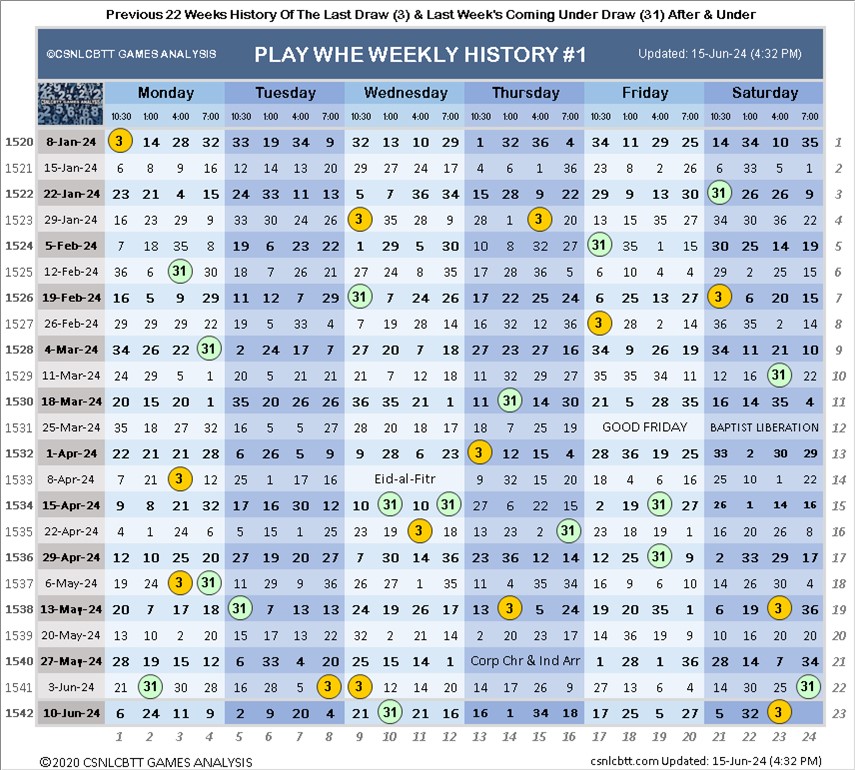 Previous 22 Weeks History Of The Last Draw (3) & Last Week's Coming Under Draw (31) After & Under
©CSNLCBTT GAMES ANALYSIS PLAY WHE WEEKLY HISTORY #1 Updated: 15-Jun-24 (4:32 PM)
Monday Tuesday Wednesday Thursday Friday Saturday
10:30 1:00 4:00 7:00 10:30 1:00 4:00 7:00 10:30 1:00 4:00 7:00 10:30 1:00 4:00 7:00 10:30 1:00 4:00 7:00 10:30 1:00 4:00 7:00
1520 8-Jan-24 3 14 28 32 33 19 34 9 32 13 10 29 1 32 36 4 34 11 29 25 14 34 10 35 1
1521 15-Jan-24 6 8 9 16 12 14 13 20 29 27 24 17 4 6 1 36 23 8 2 26 6 33 5 1 2
1522 22-Jan-24 23 21 4 15 24 33 11 13 5 7 36 34 15 28 9 22 29 9 13 30 31 26 26 9 3
1523 29-Jan-24 16 23 29 9 33 30 24 26 3 35 28 9 28 1 3 20 13 15 35 27 34 30 36 22 4
1524 5-Feb-24 7 18 35 8 19 6 23 22 1 29 5 30 10 8 32 27 31 35 1 15 30 25 14 19 5
1525 12-Feb-24 36 6 31 30 18 7 26 21 27 24 8 35 17 28 36 5 6 10 4 4 29 2 25 15 6
1526 19-Feb-24 16 5 9 29 11 12 7 29 31 7 24 26 17 22 25 24 6 25 13 27 3 6 20 15 7
1527 26-Feb-24 29 29 29 22 19 5 33 4 7 19 28 14 16 32 12 36 3 28 2 14 36 35 2 14 8
1528 4-Mar-24 34 26 22 31 2 24 17 7 27 20 7 18 27 23 27 16 34 9 26 19 34 11 21 10 9
1529 11-Mar-24 24 29 5 1 20 5 21 21 21 7 12 18 11 32 29 27 35 35 34 11 12 16 31 22 10
1530 18-Mar-24 20 15 20 1 35 20 26 26 36 35 31 1 11 31 14 30 21 5 28 35 16 14 35 4 11
1531 25-Mar-24 35 18 27 32 16 5 5 27 28 20 18 17 18 7 25 19 GOOD FRIDAY BAPTIST LIBERATION 12
1532 1-Apr-24 22 21 21 28 6 26 5 9 9 28 6 23 3 12 15 4 28 36 19 25 33 2 30 29 13
1533 8-Apr-24 7 21 3 12 25 1 17 16 Eid-al-Fitr 9 32 15 20 18 4 6 16 25 10 1 22 14
1534 15-Apr-24 9 8 21 32 17 16 30 12 10 31 10 31 27 6 22 15 2 19 31 27 26 1 14 16 15
1535 22-Apr-24 4 1 24 6 5 15 1 5 23 19 3 18 13 23 2 31 23 18 19 1 16 20 26 8 16
1536 29-Apr-24 12 10 25 20 27 19 20 27 7 30 14 36 23 36 12 14 12 25 31 9 2 33 29 17 17
1537 6-May-24 19 24 3 31 11 29 9 36 26 27 1 35 11 4 35 34 16 1 6 10 14 26 30 4 18
1538 13-May-24 20 7 17 18 31 7 13 13 24 19 26 17 13 3 5 24 19 20 35 1 6 19 3 36 19
1539 20-May-24 13 10 2 20 15 17 13 22 32 2 21 14 2 20 23 17 14 36 19 9 10 16 20 20 20
1540 27-May-24 28 19 15 12 6 33 4 20 25 15 14 1 Corp Chr & Ind Arr 1 28 1 36 28 14 7 34 21
1541 3-Jun-24 21 31 30 28 16 28 5 3 3 12 14 20 14 17 26 9 27 13 6 4 14 30 25 31 22
1542 10-Jun-24 6 24 11 9 2 9 20 4 21 31 21 16 16 1 34 18 17 25 5 27 5 32 3 23
1 2 3 4 5 6 7 8 9 10 11 12 13 14 15 16 17 18 19 20 21 22 23 24
©2020 CSNLCBTT GAMES ANALYSIS csnlcbtt.com Updated: 15-Jun-24 (4:32 PM)